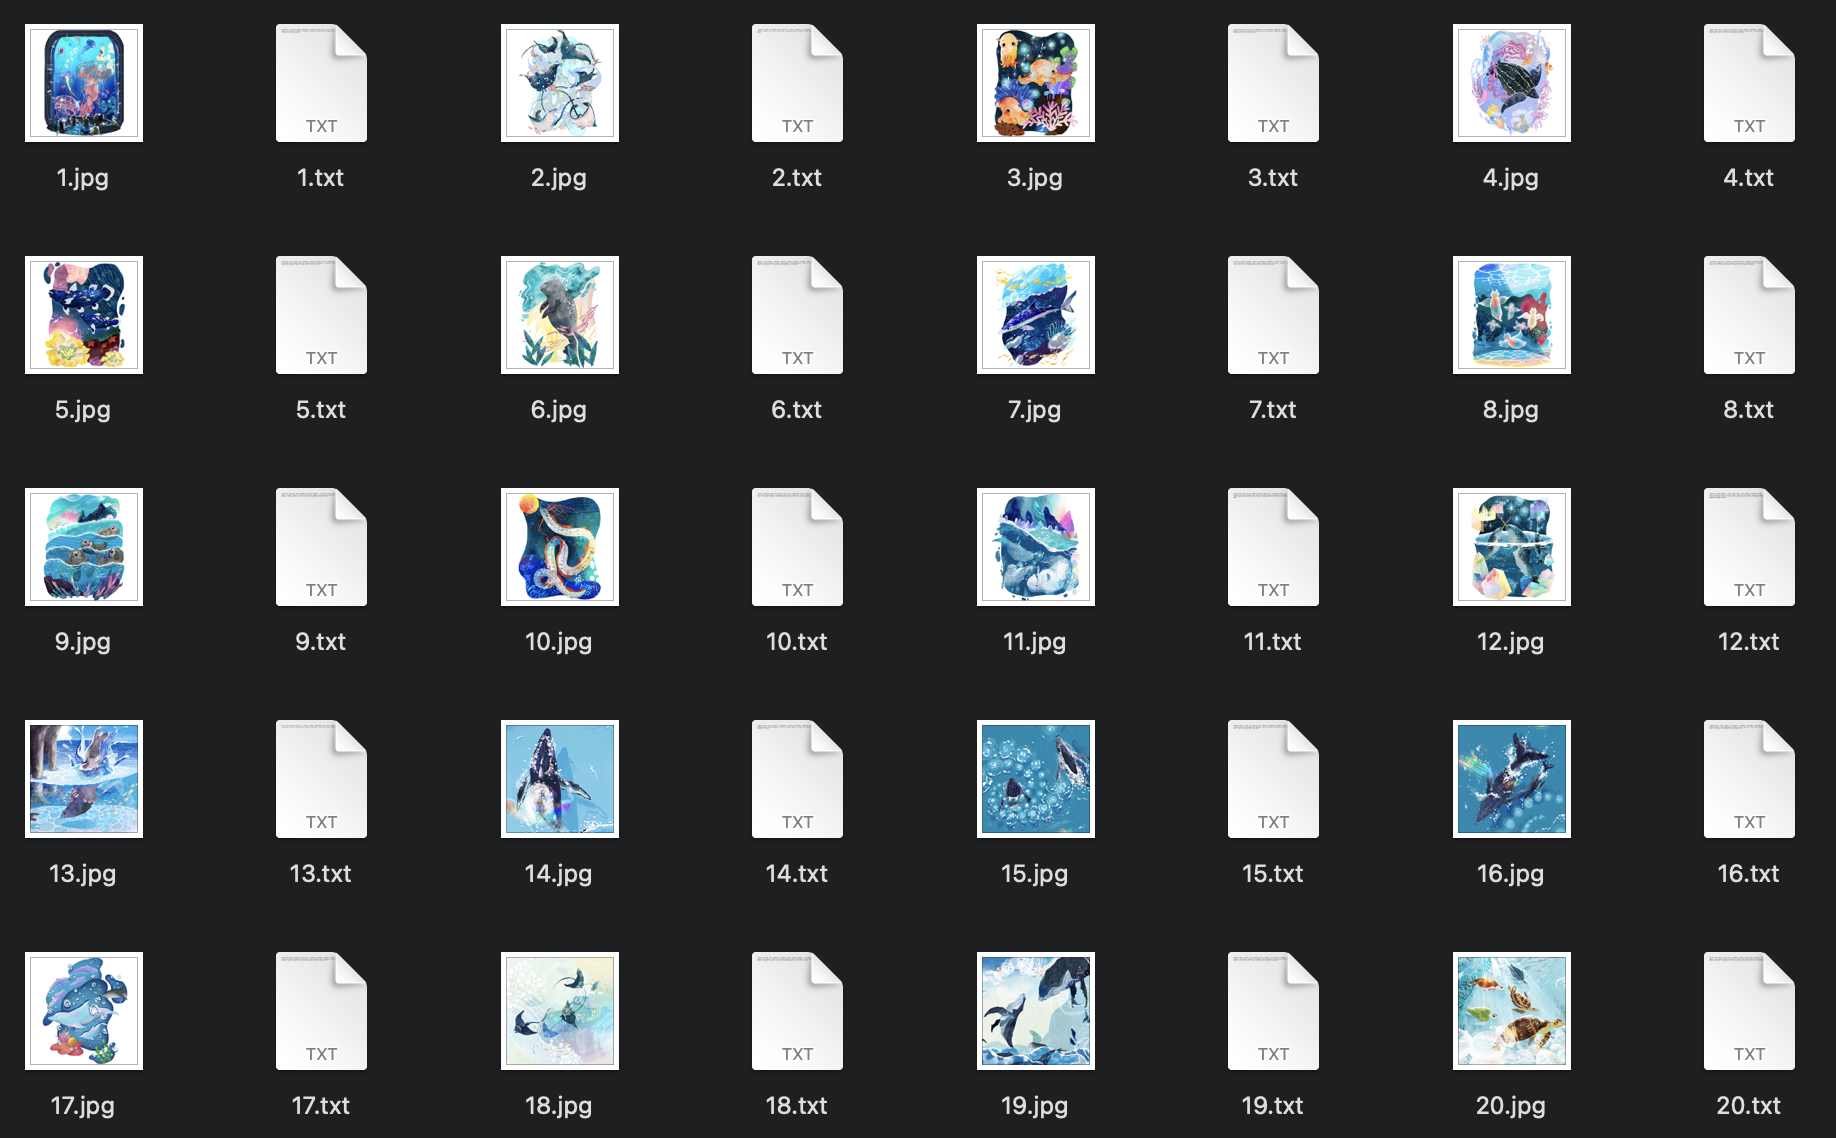 TXT TXT TXT TXT
1.jpg 1.txt 2.jpg 2.txt 3.jpg 3.txt 4.jpg 4.txt
TXT TXT TXT TXT
5.jpg 5.txt 6.jpg 6.txt 7.jpg 7.txt 8.jpg 8.txt
TXT TXT TXT TXT
9.jpg 9.txt 10.jpg 10.txt 11.jpg 11.txt 12.jpg 12.txt
TXT TXT TXT TXT
13.jpg 13.txt 14.jpg 14.txt 15.jpg 15.txt 16.jpg 16.txt
TXT TXT TXT TXT
17.jpg 17.txt 18.jpg 18.txt 19.jpg 19.txt 20.jpg 20.txt